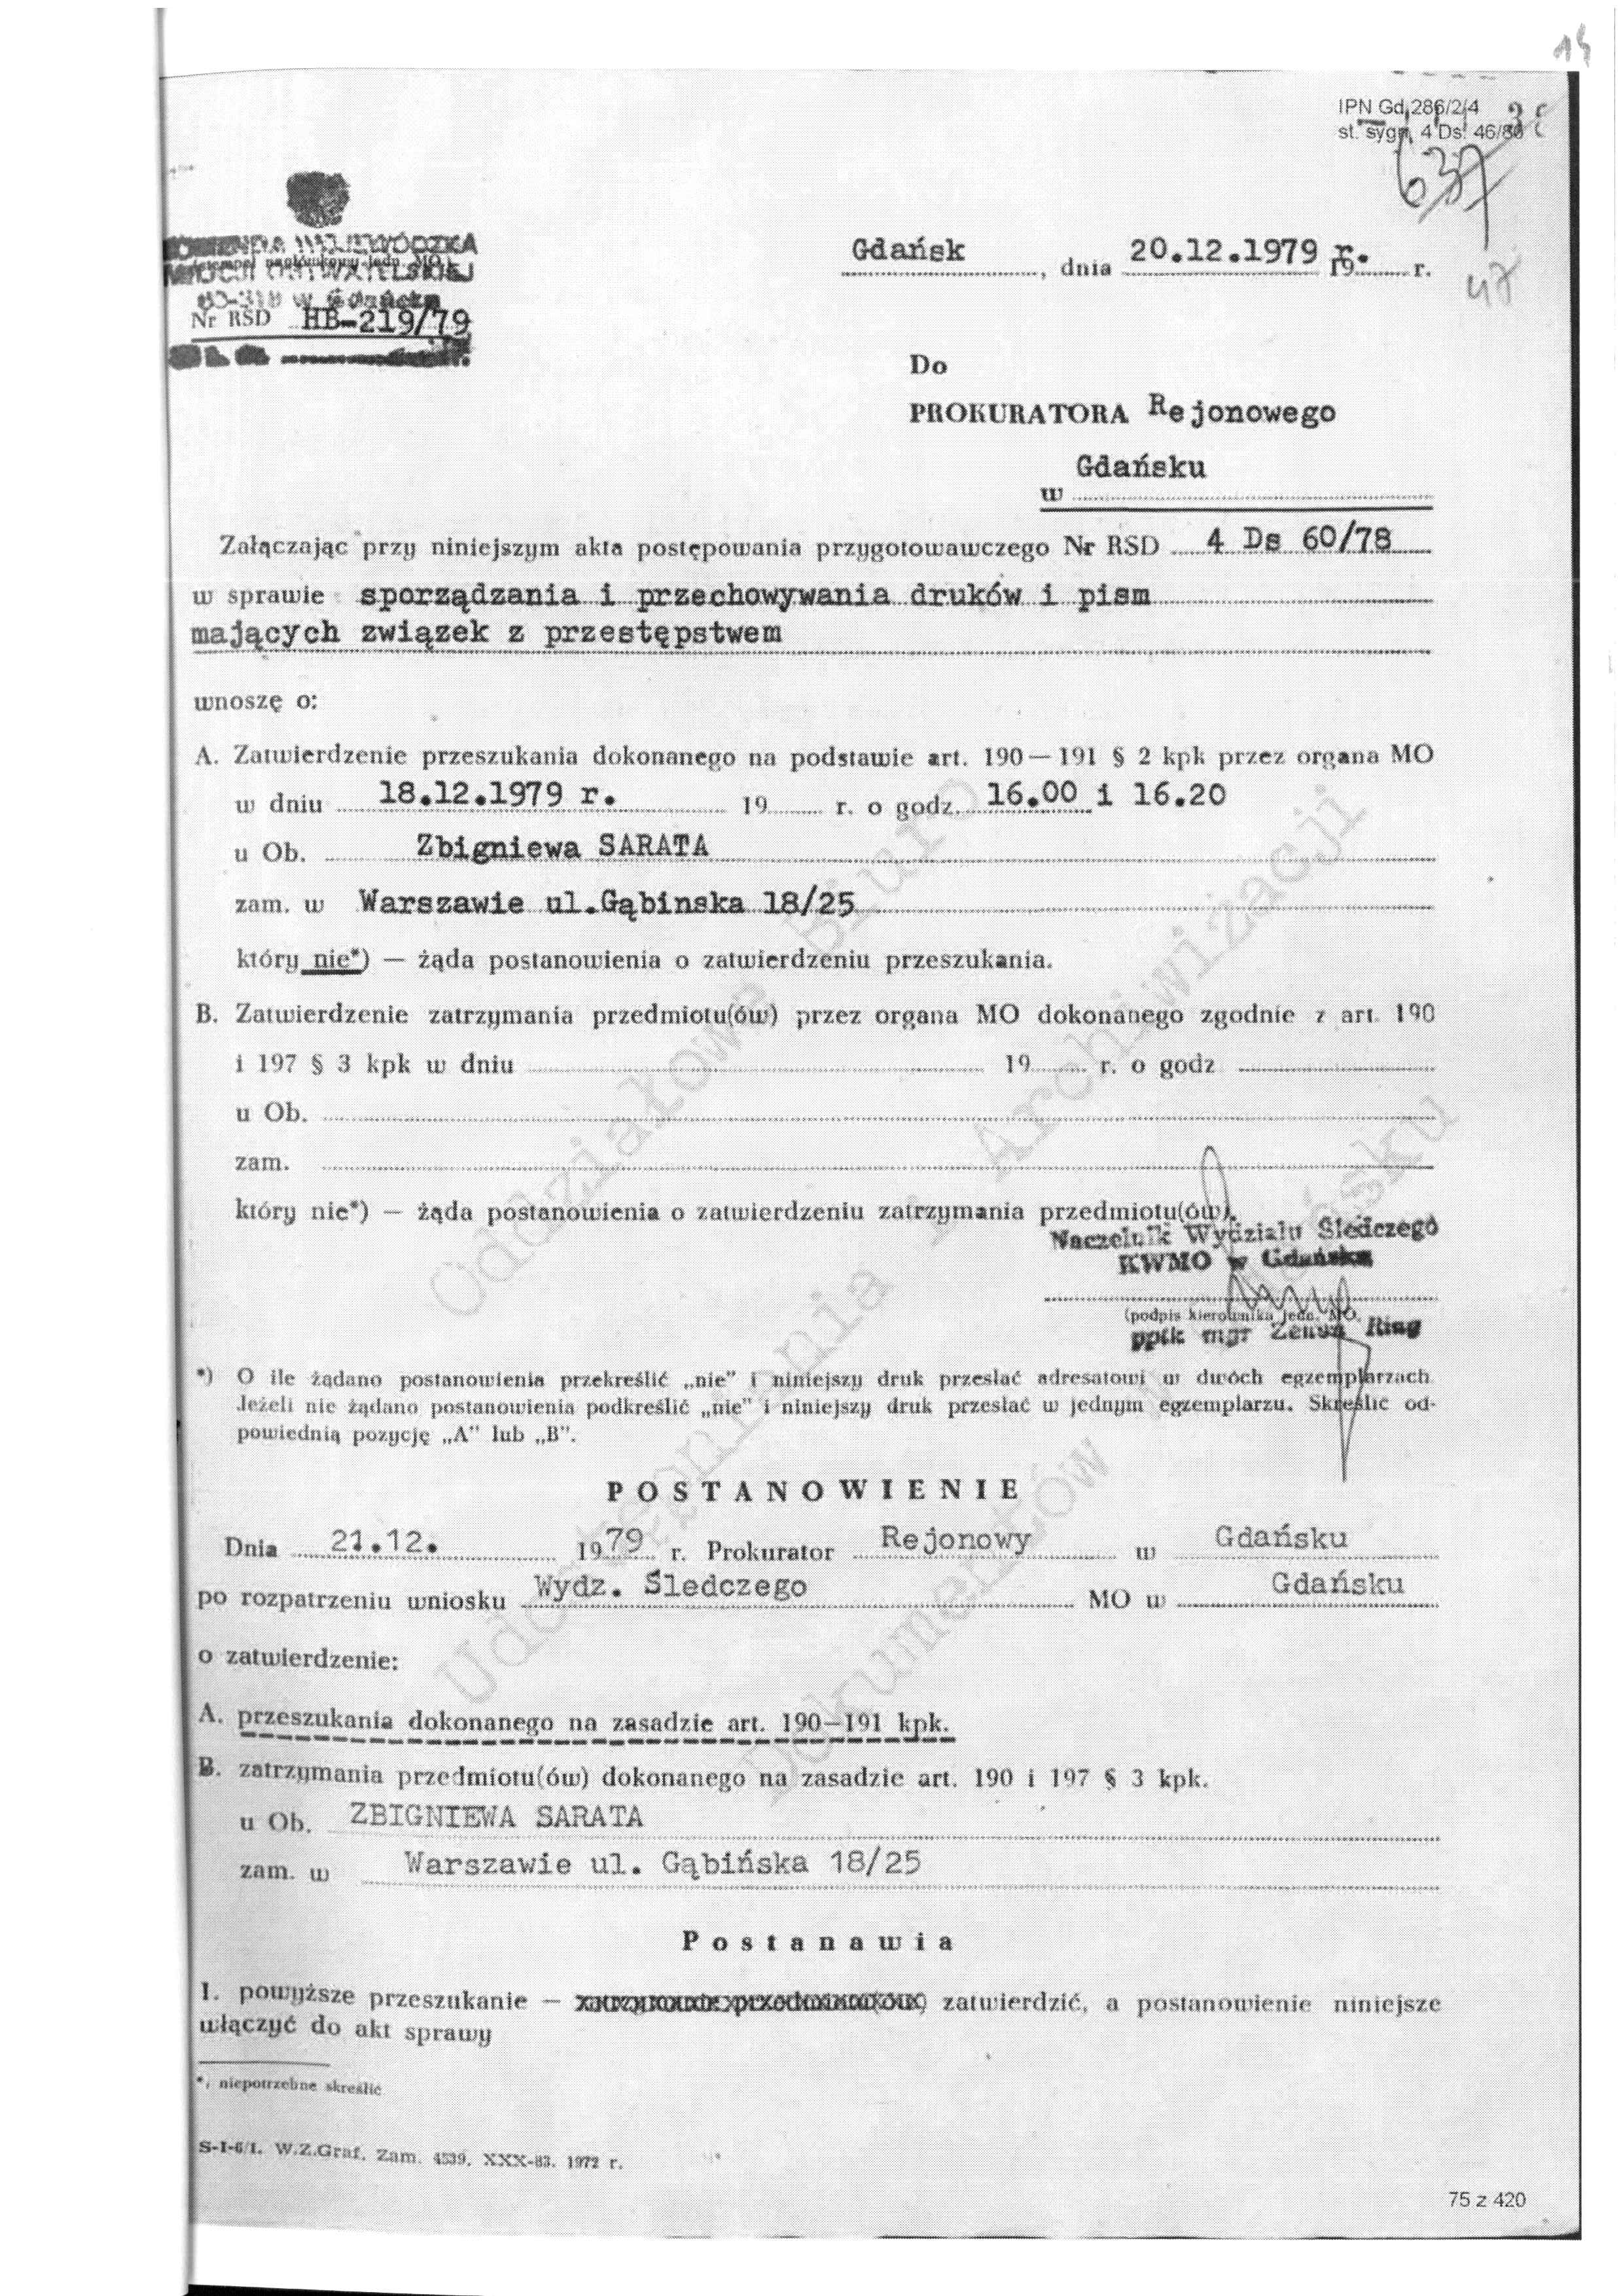 IPN Gd 286/2/4
st. sygn. 4 Ds. 46/80
637
47
KOMENDA WOJEWÓDZKA
MILICJI OBYWATELSKIEJ
w Gdańsku
Nr RSD HB-219/79
Gdańsk, dnia 20.12.1979 r. 19 r.
Do
PROKURATORA Rejonowego
w Gdańsku
Załączając przy niniejszym akta postępowania przygotowawczego Nr RSD 4 Ds 60/78
w sprawie sporządzania i przechowywania druków i pism
mających związek z przestępstwem
wnoszę o:
A. Zatwierdzenie przeszukania dokonanego na podstawie art. 190 — 191 § 2 kpk przez organa MO
w dniu 18.12.1979 r. 19 r. o godz. 16.00 i 16.20
u Ob. Zbigniewa SARATA
zam. w Warszawie ul.Gąbinska 18/25
który nie*) — żąda postanowienia o zatwierdzeniu przeszukania.
B. Zatwierdzenie zatrzymania przedmiotu(ów) przez organa MO dokonanego zgodnie z art. 190
i 197 § 3 kpk w dniu 19 r. o godz
u Ob.
zam.
który nie*) — żąda postanowienia o zatwierdzeniu zatrzymania przedmiotu(ów).
Naczelnik Wydziału Śledczego
KWMO w Gdańsku
(podpis kierownika jedn. MO.
ppłk mgr Zenon Ring
*) O ile żądano postanowienia przekreślić „nie" i niniejszy druk przesłać adresatowi w dwóch egzemplarzach
Jeżeli nie żądano postanowienia podkreślić „nie" i niniejszy druk przesłać w jednym egzemplarzu. Skreślić od-
powiednią pozycję „A" lub „B".
POSTANOWIENIE
Dnia 21.12. 1979 r. Prokurator Rejonowy w Gdańsku
po rozpatrzeniu wniosku Wydz. Śledczego MO w Gdańsku
o zatwierdzenie:
A. przeszukania dokonanego na zasadzie art. 190—191 kpk.
B. zatrzymania przedmiotu(ów) dokonanego na zasadzie art. 190 i 197 § 3 kpk.
u Ob. ZBIGNIEWA SARATA
zam. w Warszawie ul. Gąbińska 18/25
Postanawia
1. powyższe przeszukanie — zatwierdzić, a postanowienie niniejsze
włączyć do akt sprawy
*) niepotrzebne skreślić
S-I-6/1. W.Z.Graf. Zam. 4539. XXX-83. 1972 r.
75 z 420
Oddziałowe Biuro
Udostępniania i Archiwizacji
Dokumentów w Gdańsku